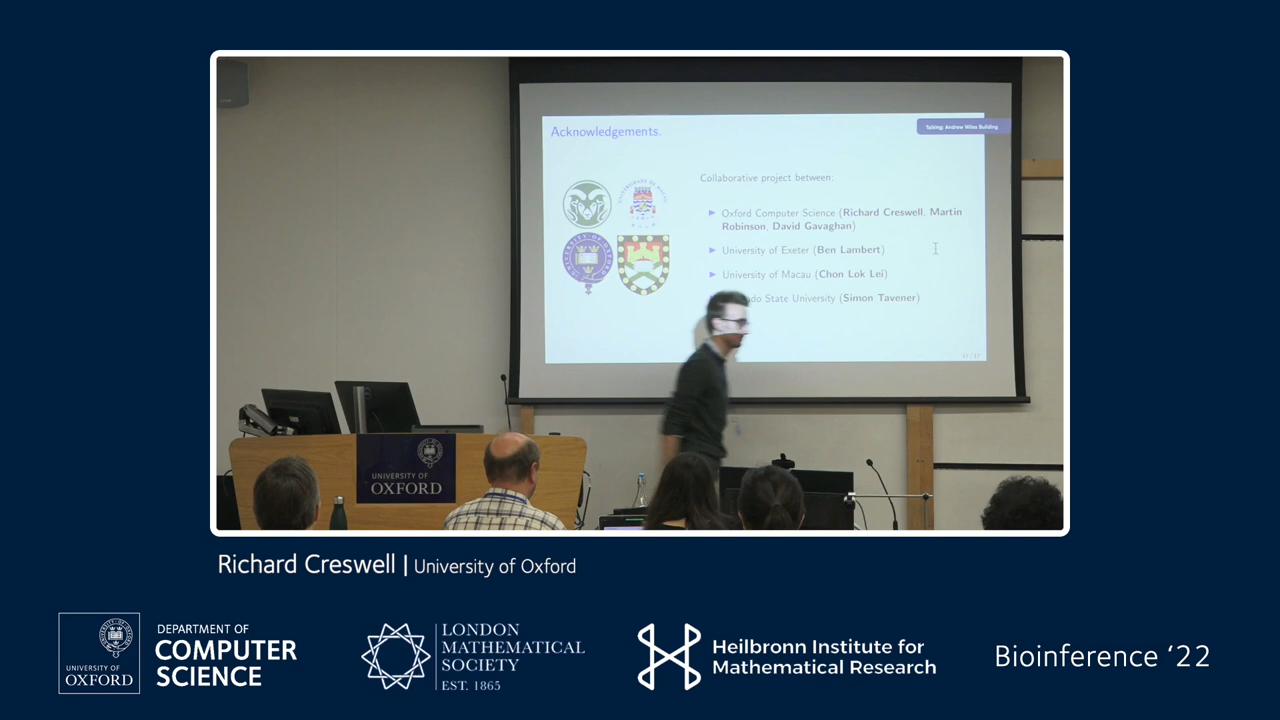 Acknowledgements.
Talking: Andrew Wiles Building
Collaborative project between:
Oxford Computer Science (Richard Creswell, Martin
Robinson, David Gavaghan)
University of Exeter (Ben Lambert)
University of Macau (Chon Lok Lei)
do State University (Simon Tavener)
17 / 17
UNIVERSITY OF
OXFORD
Richard Creswell | University of Oxford
UNIVERSITY OF
OXFORD
DEPARTMENT OF
COMPUTER
SCIENCE
LONDON
MATHEMATICAL
SOCIETY
EST. 1865
Heilbronn Institute for
Mathematical Research
Bioinference ‘22